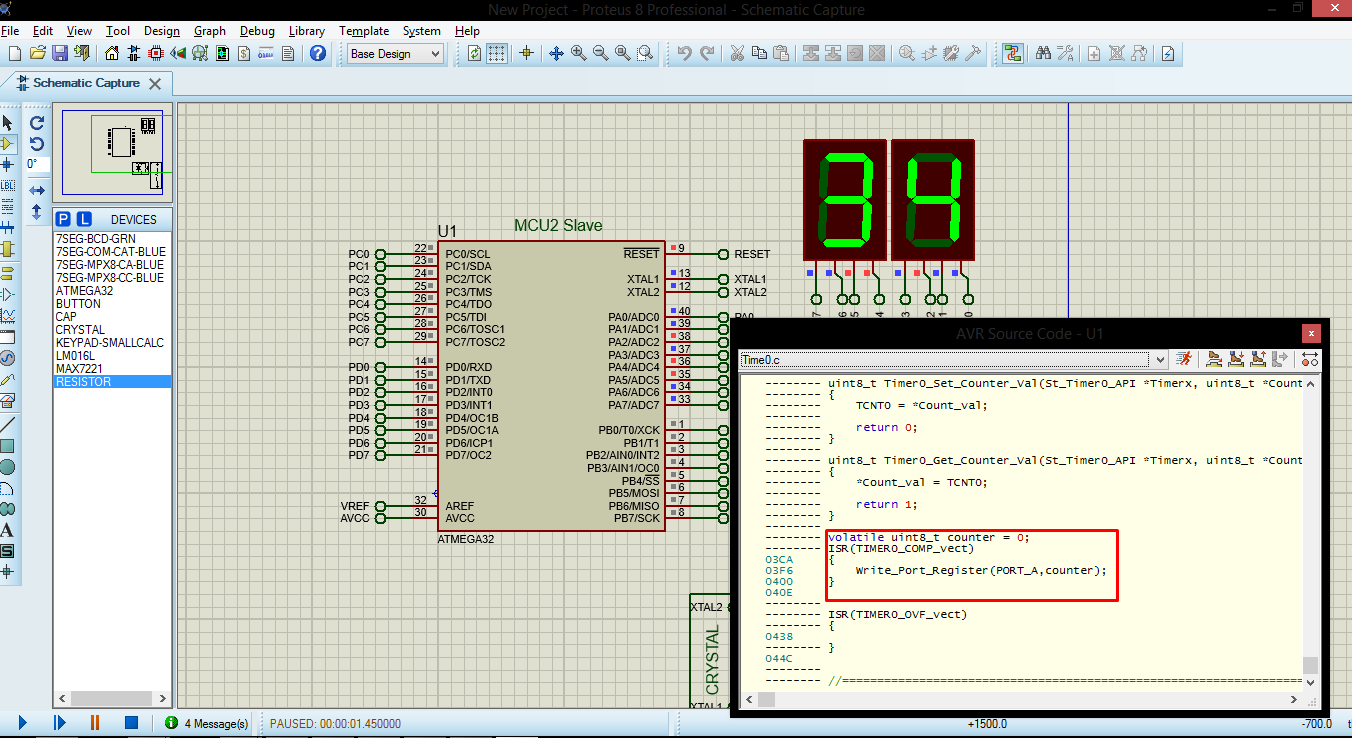 New Project - Proteus 8 Professional - Schematic Capture
File Edit View Tool Design Graph Debug Library Template System Help
Base Design
Schematic Capture
0°
LBL
P L DEVICES
7SEG-BCD-GRN
7SEG-COM-CAT-BLUE
7SEG-MPX8-CA-BLUE
7SEG-MPX8-CC-BLUE
ATMEGA32
BUTTON
CAP
CRYSTAL
KEYPAD-SMALLCALC
LM016L
MAX7221
RESISTOR
A
S
34
7 6 5 4 3 2 1 0
U1
MCU2 Slave
PC0 22 PC0/SCL RESET 9 RESET
PC1 23 PC1/SDA
PC2 24 PC2/TCK XTAL1 13 XTAL1
PC3 25 PC3/TMS XTAL2 12 XTAL2
PC4 26 PC4/TDO
PC5 27 PC5/TDI PA0/ADC0 40 PA0
PC6 28 PC6/TOSC1 PA1/ADC1 39
PC7 29 PC7/TOSC2 PA2/ADC2 38
PA3/ADC3 37
PD0 14 PD0/RXD PA4/ADC4 36
PD1 15 PD1/TXD PA5/ADC5 35
PD2 16 PD2/INT0 PA6/ADC6 34
PD3 17 PD3/INT1 PA7/ADC7 33
PD4 18 PD4/OC1B
PD5 19 PD5/OC1A PB0/T0/XCK 1
PD6 20 PD6/ICP1 PB1/T1 2
PD7 21 PD7/OC2 PB2/AIN0/INT2 3
PB3/AIN1/OC0 4
PB4/SS 5
PB5/MOSI 6
VREF 32 AREF PB6/MISO 7
AVCC 30 AVCC PB7/SCK 8
ATMEGA32
XTAL2
CRYSTAL
XTAL1
AVR Source Code - U1
x
Time0.c
-------- uint8_t Timer0_Set_Counter_Val(St_Timer0_API *Timerx, uint8_t *Count
-------- {
-------- TCNT0 = *Count_val;
--------
-------- return 0;
-------- }
--------
-------- uint8_t Timer0_Get_Counter_Val(St_Timer0_API *Timerx, uint8_t *Count
-------- {
-------- *Count_val = TCNT0;
--------
-------- return 1;
-------- }
--------
-------- volatile uint8_t counter = 0;
-------- ISR(TIMER0_COMP_vect)
03CA {
03F6 Write_Port_Register(PORT_A,counter);
0400 }
040E
--------
-------- ISR(TIMER0_OVF_vect)
-------- {
0438
-------- }
044C
--------
-------- //==================================================================
4 Message(s)
PAUSED: 00:00:01.450000
+1500.0
-700.0